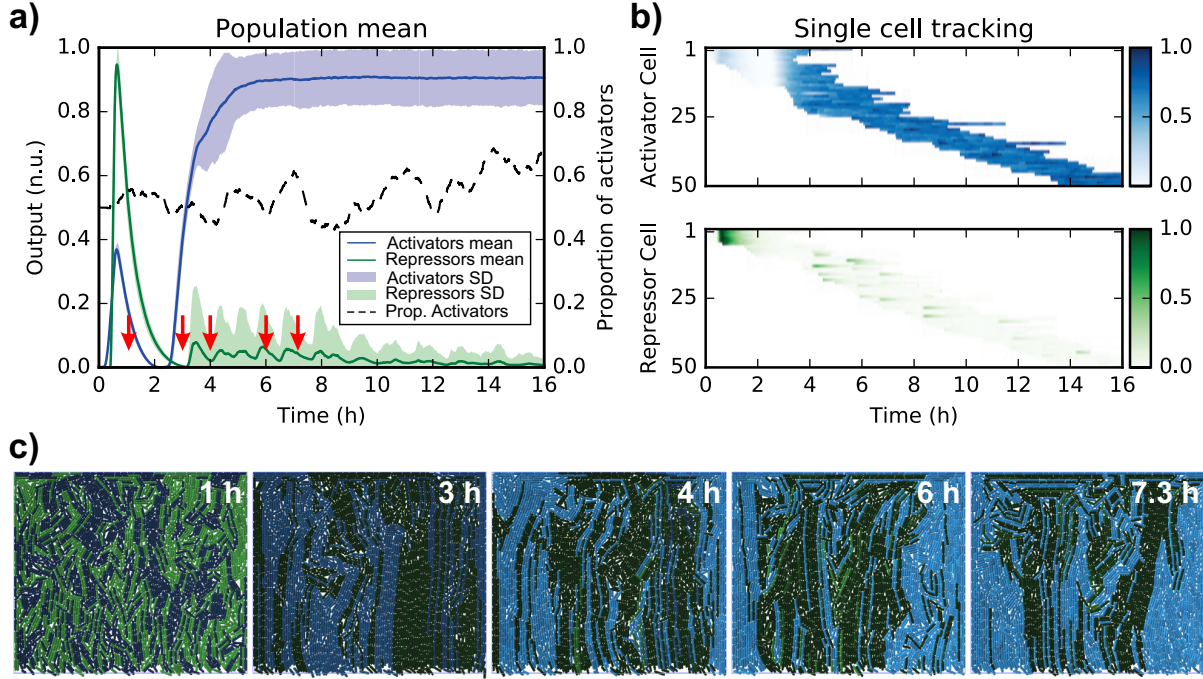 a)
Population mean
Output (n.u.)
1.0
0.8
0.6
0.4
0.2
0.0
0 2 4 6 8 10 12 14 16
Time (h)
1.0
0.8
0.6
0.4
0.2
0.0
Proportion of activators
Activators mean
Repressors mean
Activators SD
Repressors SD
Prop. Activators
b)
Single cell tracking
Activator Cell
1
25
50
1.0
0.5
0.0
Repressor Cell
1
25
50
1.0
0.5
0.0
0 2 4 6 8 10 12 14 16
Time (h)
c)
1 h
3 h
4 h
6 h
7.3 h